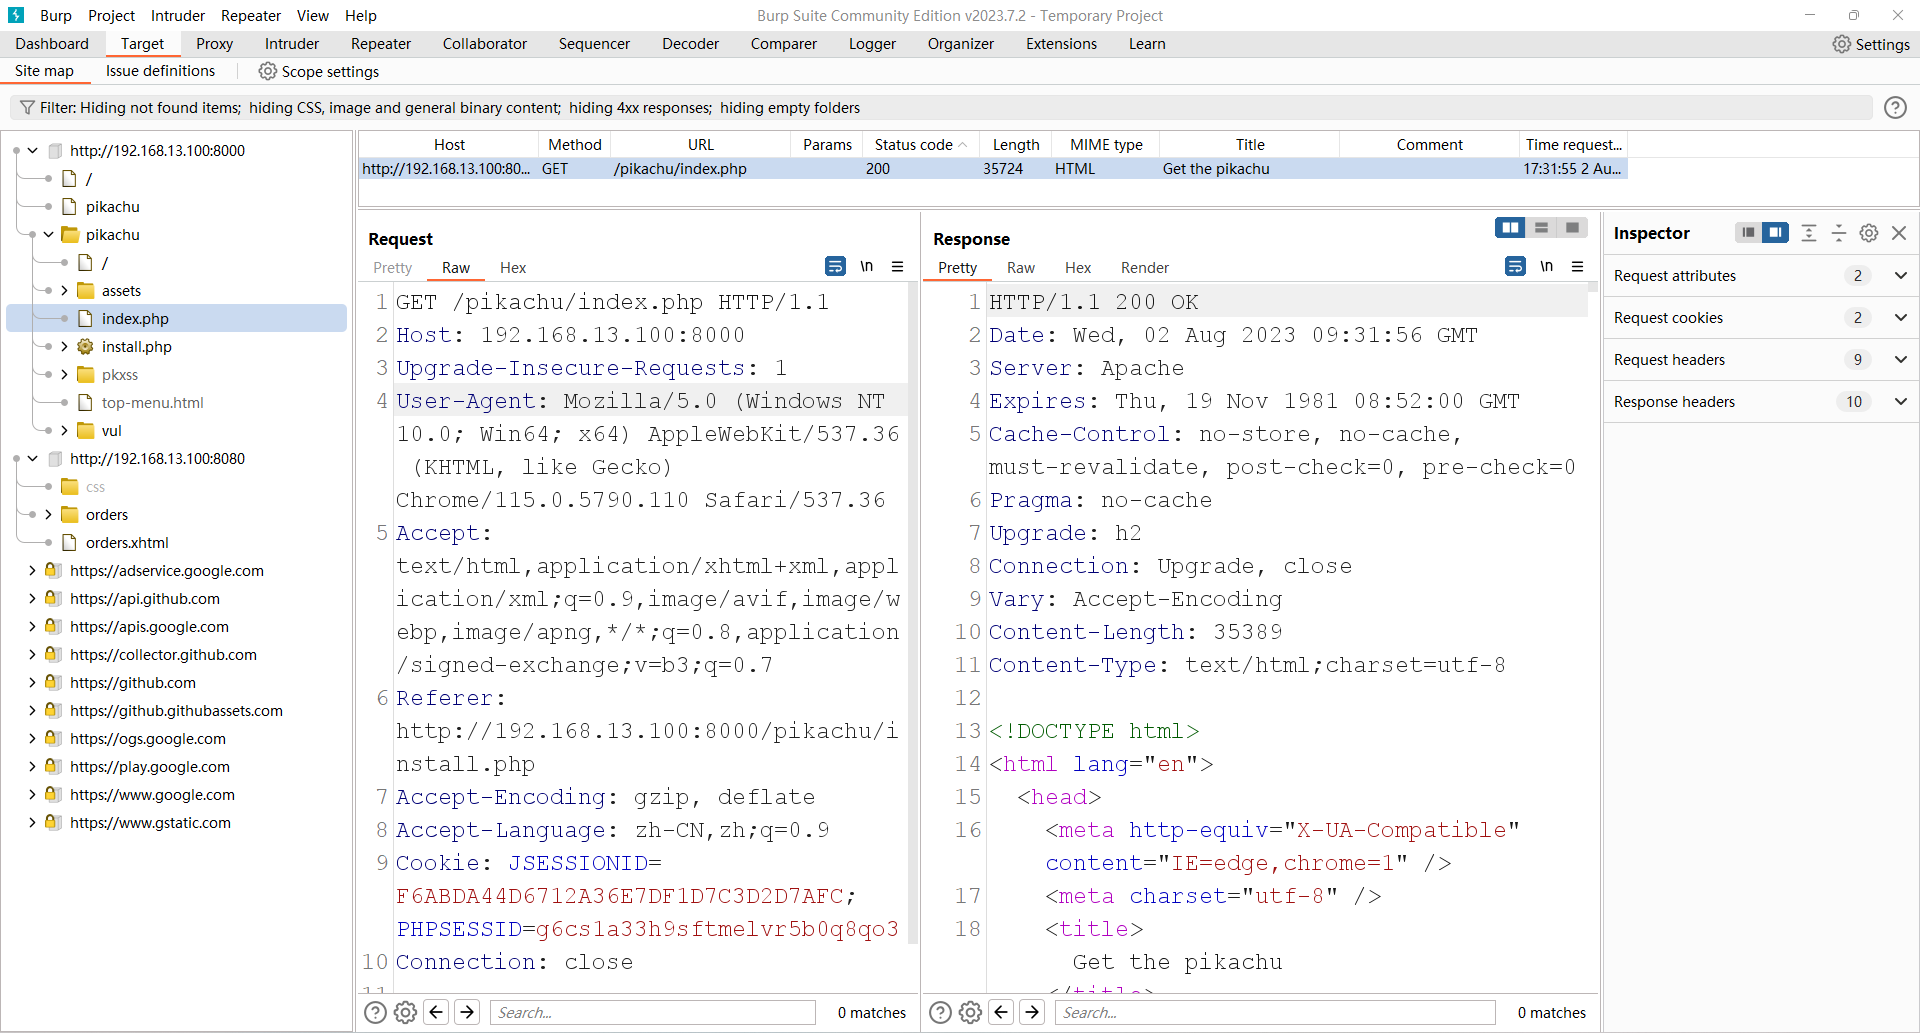 Burp Project Intruder Repeater View Help Burp Suite Community Edition v2023.7.2 - Temporary Project
Dashboard Target Proxy Intruder Repeater Collaborator Sequencer Decoder Comparer Logger Organizer Extensions Learn Settings
Site map Issue definitions Scope settings
Filter: Hiding not found items; hiding CSS, image and general binary content; hiding 4xx responses; hiding empty folders
http://192.168.13.100:8000
/
pikachu
pikachu
/
assets
index.php
install.php
pkxss
top-menu.html
vul
http://192.168.13.100:8080
css
orders
orders.xhtml
https://adservice.google.com
https://api.github.com
https://apis.google.com
https://collector.github.com
https://github.com
https://github.githubassets.com
https://ogs.google.com
https://play.google.com
https://www.google.com
https://www.gstatic.com
Host Method URL Params Status code Length MIME type Title Comment Time request...
http://192.168.13.100:80... GET /pikachu/index.php 200 35724 HTML Get the pikachu 17:31:55 2 Au...
Request
Pretty Raw Hex \n
1 GET /pikachu/index.php HTTP/1.1
2 Host: 192.168.13.100:8000
3 Upgrade-Insecure-Requests: 1
4 User-Agent: Mozilla/5.0 (Windows NT
10.0; Win64; x64) AppleWebKit/537.36
(KHTML, like Gecko)
Chrome/115.0.5790.110 Safari/537.36
5 Accept:
text/html,application/xhtml+xml,appl
ication/xml;q=0.9,image/avif,image/w
ebp,image/apng,*/*;q=0.8,application
/signed-exchange;v=b3;q=0.7
6 Referer:
http://192.168.13.100:8000/pikachu/i
nstall.php
7 Accept-Encoding: gzip, deflate
8 Accept-Language: zh-CN,zh;q=0.9
9 Cookie: JSESSIONID=
F6ABDA44D6712A36E7DF1D7C3D2D7AFC;
PHPSESSID=g6cs1a33h9sftmelvr5b0q8qo3
10 Connection: close
11
Search... 0 matches
Response
Pretty Raw Hex Render \n
1 HTTP/1.1 200 OK
2 Date: Wed, 02 Aug 2023 09:31:56 GMT
3 Server: Apache
4 Expires: Thu, 19 Nov 1981 08:52:00 GMT
5 Cache-Control: no-store, no-cache,
must-revalidate, post-check=0, pre-check=0
6 Pragma: no-cache
7 Upgrade: h2
8 Connection: Upgrade, close
9 Vary: Accept-Encoding
10 Content-Length: 35389
11 Content-Type: text/html;charset=utf-8
12
13 <!DOCTYPE html>
14 <html lang="en">
15 <head>
16 <meta http-equiv="X-UA-Compatible"
content="IE=edge,chrome=1" />
17 <meta charset="utf-8" />
18 <title>
Get the pikachu
</title>
Search... 0 matches
Inspector
Request attributes 2
Request cookies 2
Request headers 9
Response headers 10